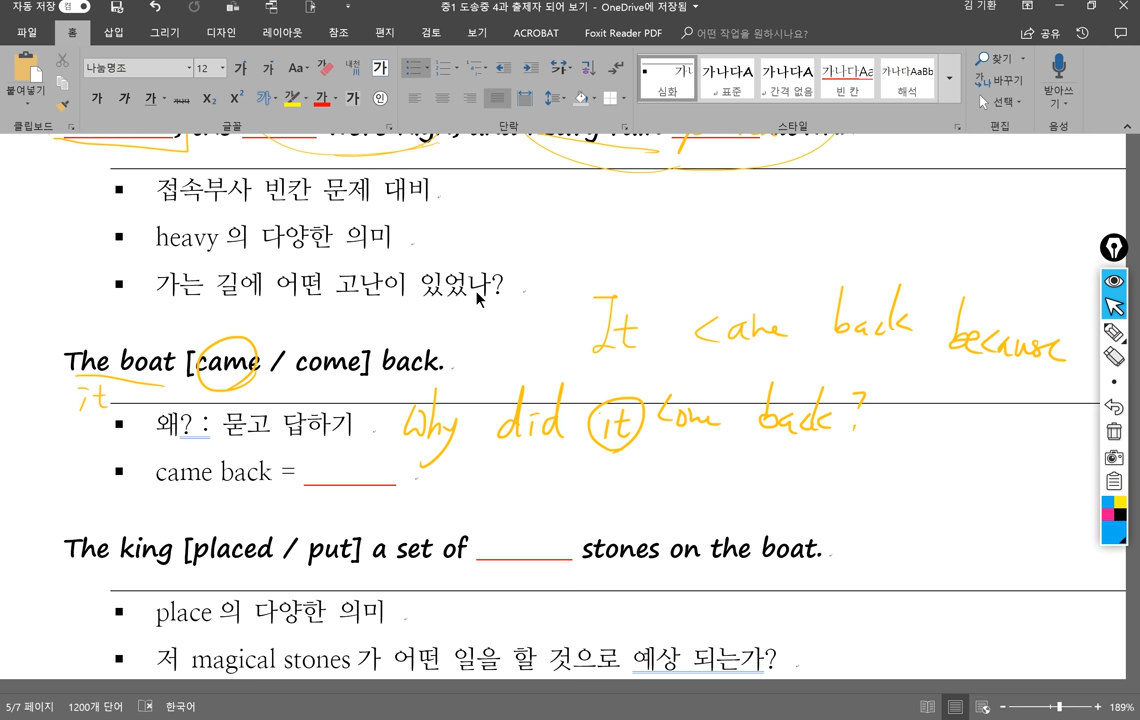 자동 저장 켬 중1 도송중 4과 출제자 되어 보기 - OneDrive에 저장됨 김 기환
파일 홈 삽입 그리기 디자인 레이아웃 참조 편지 검토 보기 ACROBAT Foxit Reader PDF 어떤 작업을 원하시나요? 공유
붙여넣기 나눔명조 12 가 가 Aa 가 가나다A 가나다A 가나다Aa 가나다AaBb 찾기 바꾸기 선택 받아쓰기
가 가 가 X₂ X² 가 가 가 심화 표준 간격 없음 빈 칸 해석
클립보드 글꼴 단락 스타일 편집 음성
접속부사 빈칸 문제 대비
heavy 의 다양한 의미
가는 길에 어떤 고난이 있었나?
It came back because
The boat [came / come] back.
it
왜? : 묻고 답하기 Why did it come back?
came back =
The king [placed / put] a set of stones on the boat.
place 의 다양한 의미
저 magical stones 가 어떤 일을 할 것으로 예상 되는가?
5/7 페이지 1200개 단어 한국어 189%